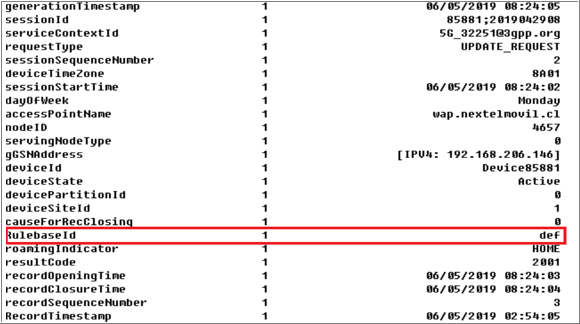 generationTimestamp 1 06/05/2019 08:24:05
sessionId 1 85881;2019042908
serviceContextId 1 5G_32251@3gpp.org
requestType 1 UPDATE_REQUEST
sessionSequenceNumber 1 2
deviceTimeZone 1 8A01
sessionStartTime 1 06/05/2019 08:24:02
dayOfWeek 1 Monday
accessPointName 1 wap.nextelmovil.cl
nodeID 1 4657
servingNodeType 1 0
gGSNAddress 1 [IPV4: 192.168.206.146]
deviceId 1 Device85881
deviceState 1 Active
devicePartitionId 1 0
deviceSiteId 1 1
causeForRecClosing 1 0
RulebaseId 1 def
roamingIndicator 1 HOME
resultCode 1 2001
recordOpeningTime 1 06/05/2019 08:24:03
recordClosureTime 1 06/05/2019 08:24:04
recordSequenceNumber 1 3
RecordTimestamp 1 06/05/2019 02:54:05